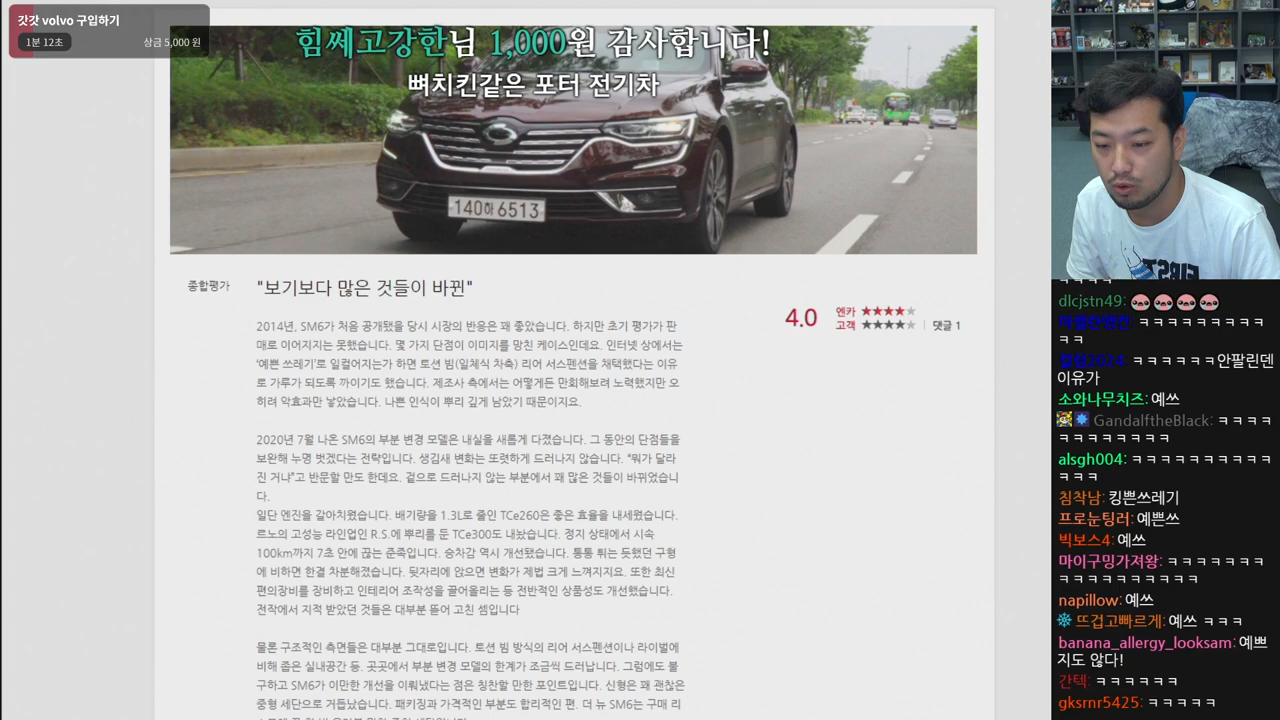 갓갓 volvo 구입하기
1분 12초
상금 5,000 원
힘쎄고강한님 1,000원 감사합니다!
뼈치킨같은 포터 전기차
140하 6513
종합평가
"보기보다 많은 것들이 바뀐"
4.0
엔카 ★★★★★
고객 ★★★★★
댓글 1
2014년, SM6가 처음 공개됐을 당시 시장의 반응은 꽤 좋았습니다. 하지만 초기 평가가 판
매로 이어지지는 못했습니다. 몇 가지 단점이 이미지를 망친 케이스인데요. 인터넷 상에서는
'예쁜 쓰레기'로 일컬어지는가 하면 토션 빔(일체식 차축) 리어 서스펜션을 채택했다는 이유
로 가루가 되도록 까이기도 했습니다. 제조사 측에서는 어떻게든 만회해보려 노력했지만 오
히려 악효과만 낳았습니다. 나쁜 인식이 뿌리 깊게 남았기 때문이지요.
2020년 7월 나온 SM6의 부분 변경 모델은 내실을 새롭게 다졌습니다. 그 동안의 단점들을
보완해 누명 벗겠다는 전략입니다. 생김새 변화는 또렷하게 드러나지 않습니다. "뭐가 달라
진 거냐"고 반문할 만도 한데요. 겉으로 드러나지 않는 부분에서 꽤 많은 것들이 바뀌었습니
다.
일단 엔진을 갈아치웠습니다. 배기량을 1.3L로 줄인 TCe260은 좋은 효율을 내세웠습니다.
르노의 고성능 라인업인 R.S.에 뿌리를 둔 TCe300도 내놨습니다. 정지 상태에서 시속
100km까지 7초 안에 끊는 준족입니다. 승차감 역시 개선됐습니다. 통통 튀는 듯했던 구형
에 비하면 한결 차분해졌습니다. 뒷자리에 앉으면 변화가 제법 크게 느껴지지요. 또한 최신
편의장비를 장비하고 인테리어 조작성을 끌어올리는 등 전반적인 상품성도 개선했습니다.
전작에서 지적 받았던 것들은 대부분 뜯어 고친 셈입니다
물론 구조적인 측면들은 대부분 그대로입니다. 토션 빔 방식의 리어 서스펜션이나 라이벌에
비해 좁은 실내공간 등. 곳곳에서 부분 변경 모델의 한계가 조금씩 드러납니다. 그럼에도 불
구하고 SM6가 이만한 개선을 이뤄냈다는 점은 칭찬할 만한 포인트입니다. 신형은 꽤 괜찮은
중형 세단으로 거듭났습니다. 패키징과 가격적인 부분도 합리적인 편. 더 뉴 SM6는 구매 리
ㅋㅋㅋㅋㅋ
dlcjstn49:
ㅋㅋㅋㅋㅋㅋㅋㅋㅋ
ㅋㅋ
ㅋㅋㅋㅋㅋㅋ안팔린덴
이유가
소와나무치즈: 예쓰
GandalftheBlack: ㅋㅋㅋㅋ
ㅋㅋㅋㅋㅋㅋㅋㅋ
alsgh004: ㅋㅋㅋㅋㅋㅋㅋㅋㅋㅋ
ㅋㅋㅋ
침착남: 킹쁜쓰레기
프로눈팅러: 예쁜쓰
빅보스4: 예쓰
마이구밍가져왕: ㅋㅋㅋㅋㅋㅋㅋ
ㅋㅋㅋㅋㅋㅋㅋㅋㅋㅋ
napillow: 예쓰
뜨겁고빠르게: 예쓰 ㅋㅋㅋ
banana_allergy_looksam: 예쁘
지도 않다!
간텍: ㅋㅋㅋㅋㅋㅋ
gksrnr5425: ㅋㅋㅋㅋㅋ